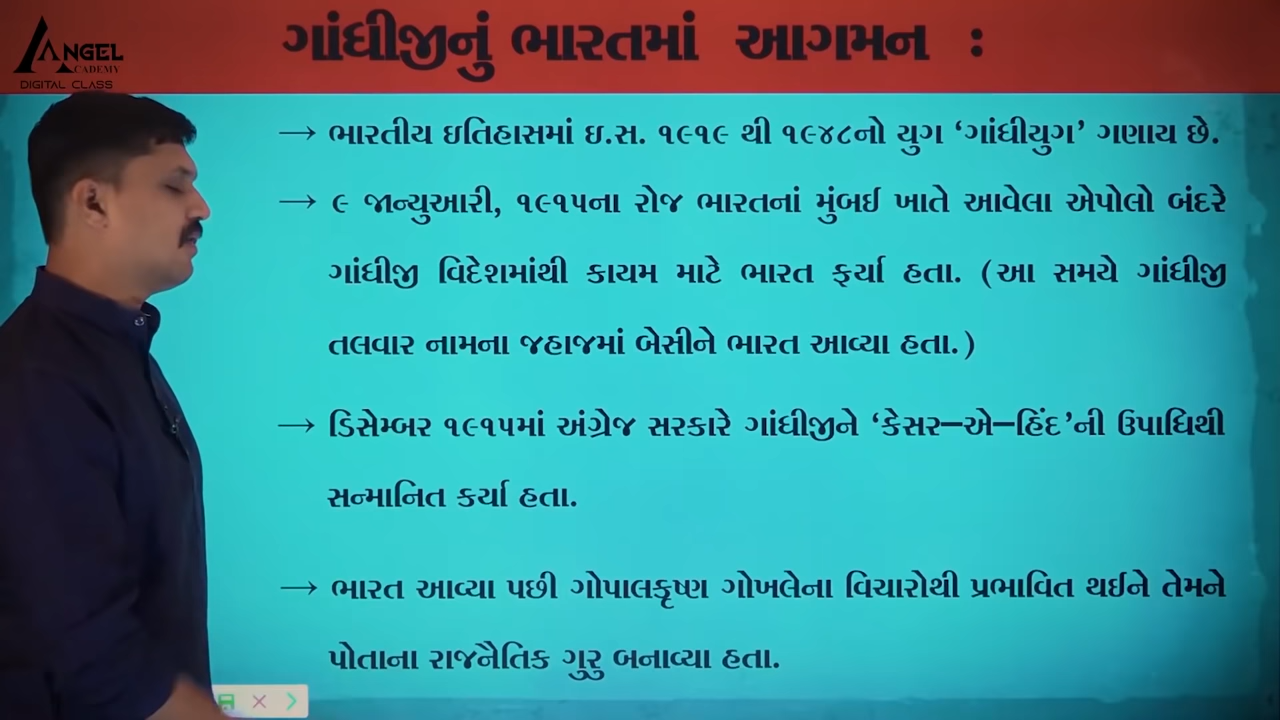 ANGEL
ACADEMY
DIGITAL CLASS
ગાંધીજીનું ભારતમાં આગમન :
→ ભારતીય ઇતિહાસમાં ઇ.સ. ૧૯૧૯ થી ૧૯૪૮નો યુગ ‘ગાંધીયુગ’ ગણાય છે.
→ ૯ જાન્યુઆરી, ૧૯૧૫ના રોજ ભારતનાં મુંબઈ ખાતે આવેલા એપોલો બંદરે
ગાંધીજી વિદેશમાંથી કાયમ માટે ભારત ફર્યા હતા. (આ સમયે ગાંધીજી
તલવાર નામના જહાજમાં બેસીને ભારત આવ્યા હતા.)
→ ડિસેમ્બર ૧૯૧૫માં અંગ્રેજ સરકારે ગાંધીજીને ‘કેસર–એ–હિંદ’ની ઉપાધિથી
સન્માનિત કર્યા હતા.
→ ભારત આવ્યા પછી ગોપાલકૃષ્ણ ગોખલેના વિચારોથી પ્રભાવિત થઈને તેમને
પોતાના રાજનૈતિક ગુરુ બનાવ્યા હતા.